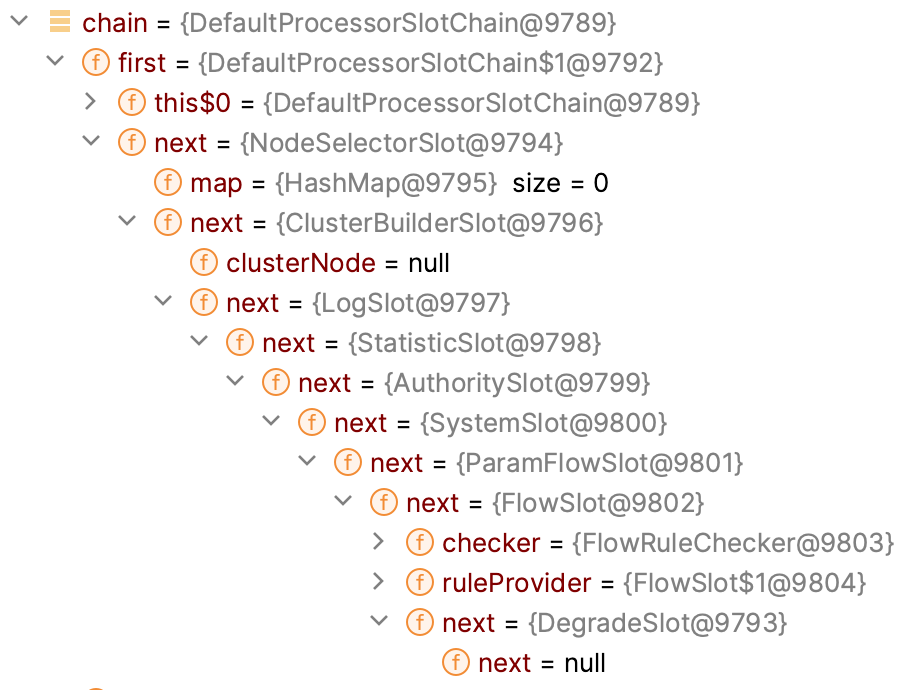 chain = {DefaultProcessorSlotChain@9789}
first = {DefaultProcessorSlotChain$1@9792}
this$0 = {DefaultProcessorSlotChain@9789}
next = {NodeSelectorSlot@9794}
map = {HashMap@9795} size = 0
next = {ClusterBuilderSlot@9796}
clusterNode = null
next = {LogSlot@9797}
next = {StatisticSlot@9798}
next = {AuthoritySlot@9799}
next = {SystemSlot@9800}
next = {ParamFlowSlot@9801}
next = {FlowSlot@9802}
checker = {FlowRuleChecker@9803}
ruleProvider = {FlowSlot$1@9804}
next = {DegradeSlot@9793}
next = null